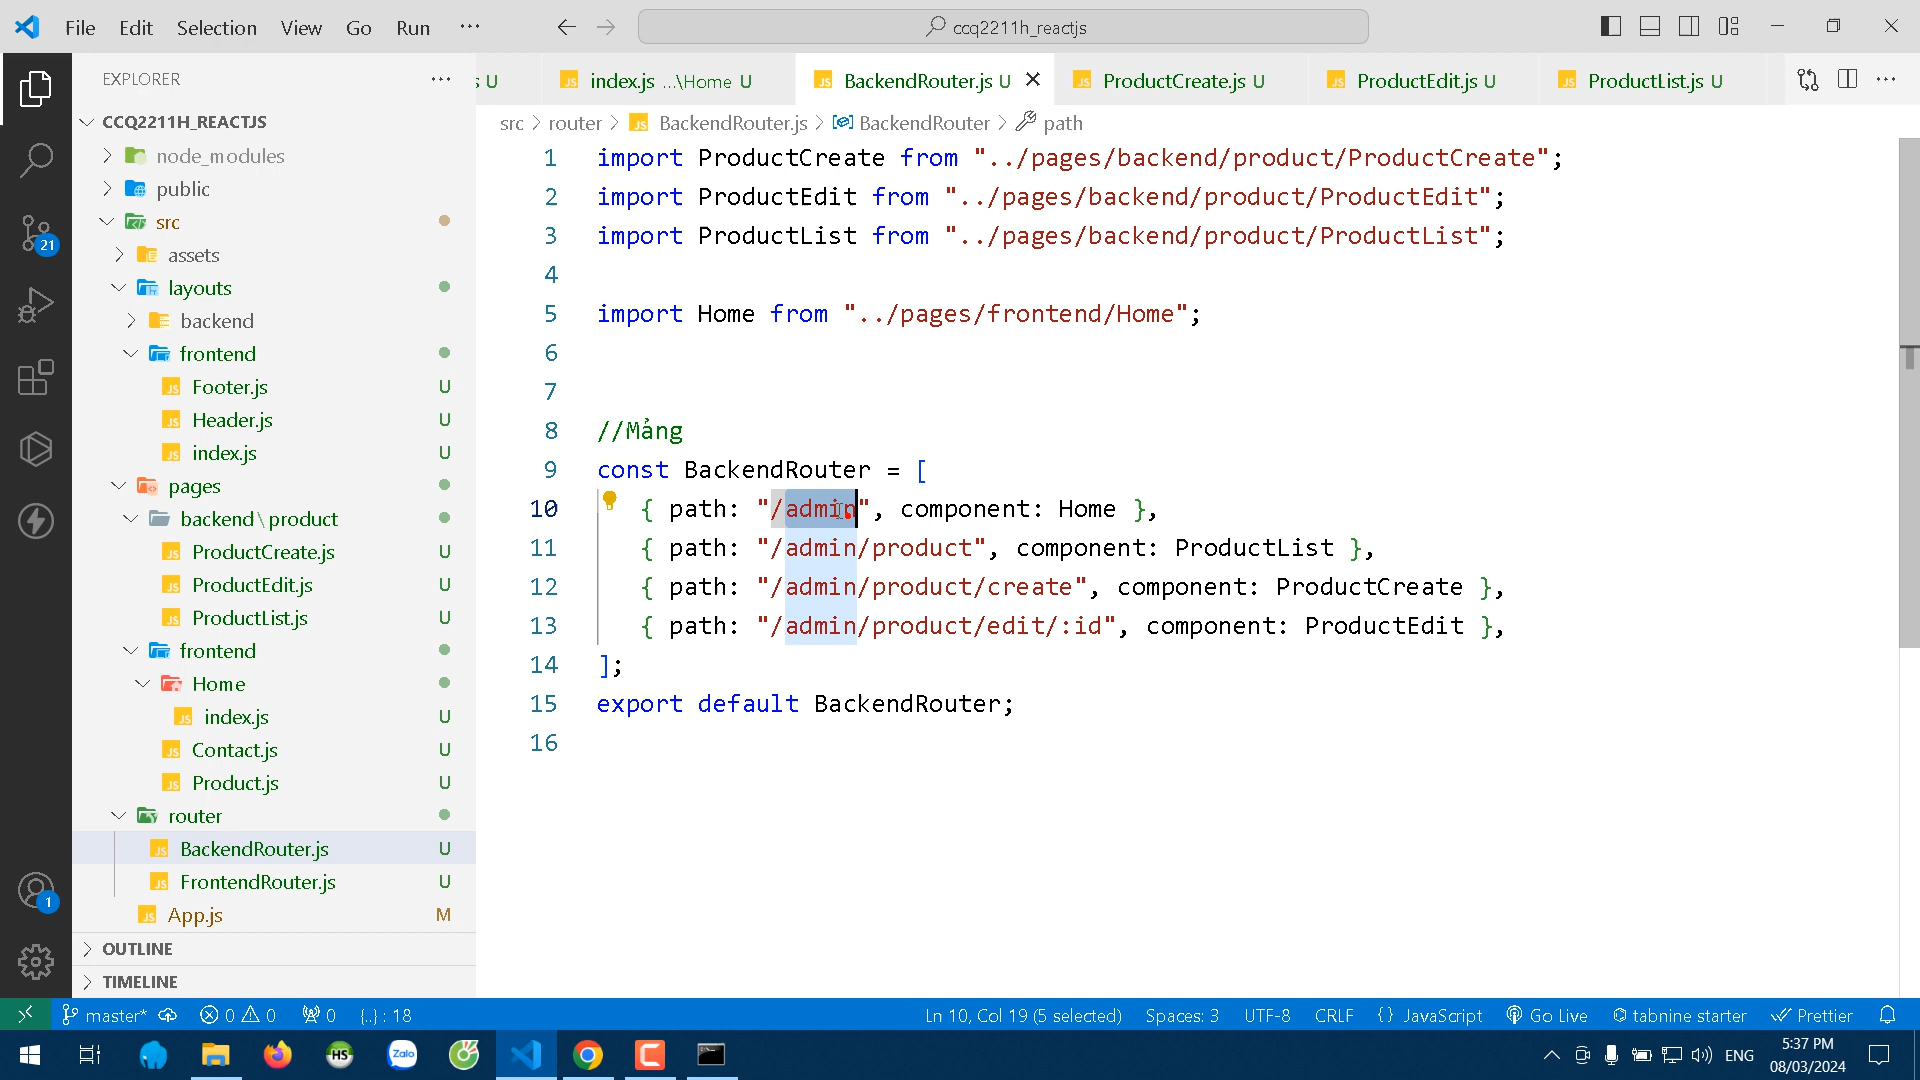 File Edit Selection View Go Run ···
ccq2211h_reactjs
EXPLORER
s U
index.js ...\Home U
BackendRouter.js U
ProductCreate.js U
ProductEdit.js U
ProductList.js U
src > router > BackendRouter.js > BackendRouter > path
CCQ2211H_REACTJS
node_modules
public
src
assets
layouts
backend
frontend
Footer.js U
Header.js U
index.js U
pages
backend \ product
ProductCreate.js U
ProductEdit.js U
ProductList.js U
frontend
Home
index.js U
Contact.js U
Product.js U
router
BackendRouter.js U
FrontendRouter.js U
App.js M
OUTLINE
TIMELINE
21
1
1 import ProductCreate from "../pages/backend/product/ProductCreate";
2 import ProductEdit from "../pages/backend/product/ProductEdit";
3 import ProductList from "../pages/backend/product/ProductList";
4
5 import Home from "../pages/frontend/Home";
6
7
8 //Mảng
9 const BackendRouter = [
10 { path: "/admin", component: Home },
11 { path: "/admin/product", component: ProductList },
12 { path: "/admin/product/create", component: ProductCreate },
13 { path: "/admin/product/edit/:id", component: ProductEdit },
14 ];
15 export default BackendRouter;
16
master* 0 0 0 {..} : 18
Ln 10, Col 19 (5 selected) Spaces: 3 UTF-8 CRLF {} JavaScript Go Live tabnine starter Prettier
HS
Zalo
ENG
5:37 PM
08/03/2024